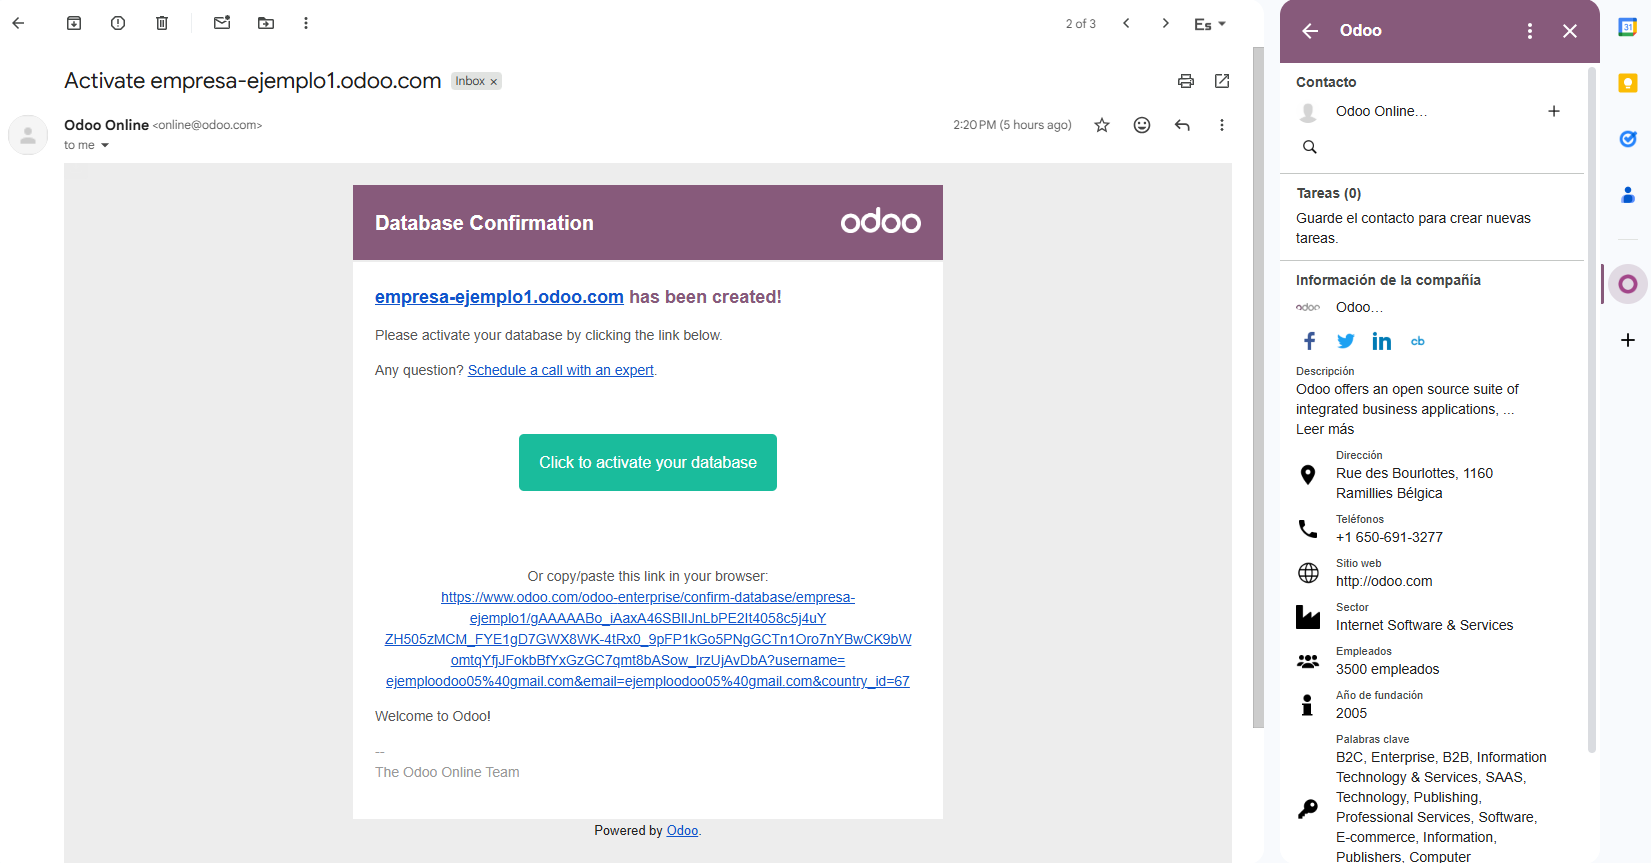 2 of 3
Es
Activate empresa-ejemplo1.odoo.com
Inbox ×
Odoo Online <online@odoo.com>
2:20 PM (5 hours ago)
to me
Database Confirmation
odoo
empresa-ejemplo1.odoo.com has been created!
Please activate your database by clicking the link below.
Any question? Schedule a call with an expert.
Click to activate your database
Or copy/paste this link in your browser:
https://www.odoo.com/odoo-enterprise/confirm-database/empresa-
ejemplo1/gAAAAABo_iAaxA46SBIIJnLbPE2It4058c5j4uY
ZH505zMCM_FYE1gD7GWX8WK-4tRx0_9pFP1kGo5PNgGCTn1Oro7nYBwCK9bW
omtqYfjJFokbBfYxGzGC7qmt8bASow_IrzUjAvDbA?username=
ejemploodoo05%40gmail.com&email=ejemploodoo05%40gmail.com&country_id=67
Welcome to Odoo!
--
The Odoo Online Team
Powered by Odoo.
Odoo
Contacto
Odoo Online…
Tareas (0)
Guarde el contacto para crear nuevas
tareas.
Información de la compañía
odoo
Odoo…
cb
Descripción
Odoo offers an open source suite of
integrated business applications, ...
Leer más
Dirección
Rue des Bourlottes, 1160
Ramillies Bélgica
Teléfonos
+1 650-691-3277
Sitio web
http://odoo.com
Sector
Internet Software & Services
Empleados
3500 empleados
Año de fundación
2005
Palabras clave
B2C, Enterprise, B2B, Information
Technology & Services, SAAS,
Technology, Publishing,
Professional Services, Software,
E-commerce, Information,
Publishers, Computer
31